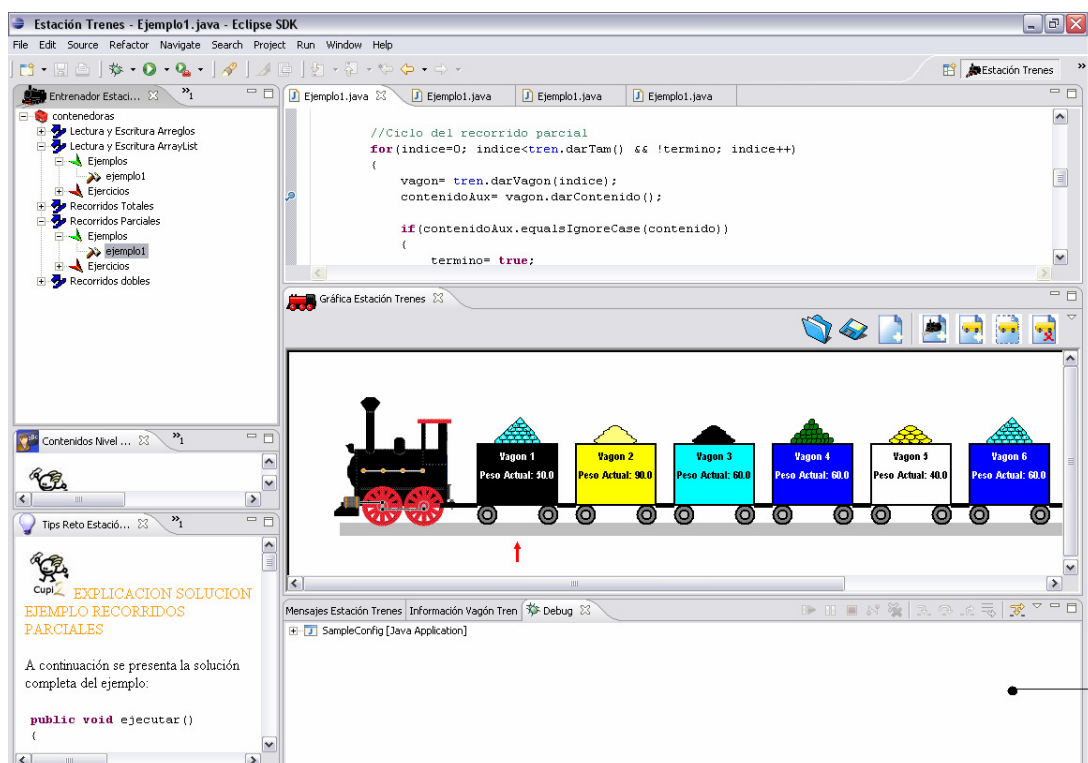 Estación Trenes - Ejemplo1.java - Eclipse SDK
File Edit Source Refactor Navigate Search Project Run Window Help
Estación Trenes
Entrenador Estaci...
contenedoras
Lectura y Escritura Arreglos
Lectura y Escritura ArrayList
Ejemplos
ejemplo1
Ejercicios
Recorridos Totales
Recorridos Parciales
Ejemplos
ejemplo1
Ejercicios
Recorridos dobles
Ejemplo1.java Ejemplo1.java Ejemplo1.java Ejemplo1.java
//Ciclo del recorrido parcial
for(indice=0; indice<tren.darTam() && !termino; indice++)
{
vagon= tren.darVagon(indice);
contenidoAux= vagon.darContenido();
if(contenidoAux.equalsIgnoreCase(contenido))
{
termino= true;
Gráfica Estación Trenes
Vagon 1 Vagon 2 Vagon 3 Vagon 4 Vagon 5 Vagon 6
Peso Actual: 50.0 Peso Actual: 90.0 Peso Actual: 60.0 Peso Actual: 60.0 Peso Actual: 40.0 Peso Actual: 60.0
Contenidos Nivel ...
Tips Reto Estació...
Cupi2
EXPLICACION SOLUCION
EJEMPLO RECORRIDOS
PARCIALES
A continuación se presenta la solución
completa del ejemplo:
public void ejecutar()
{
Mensajes Estación Trenes Información Vagón Tren Debug
SampleConfig [Java Application]